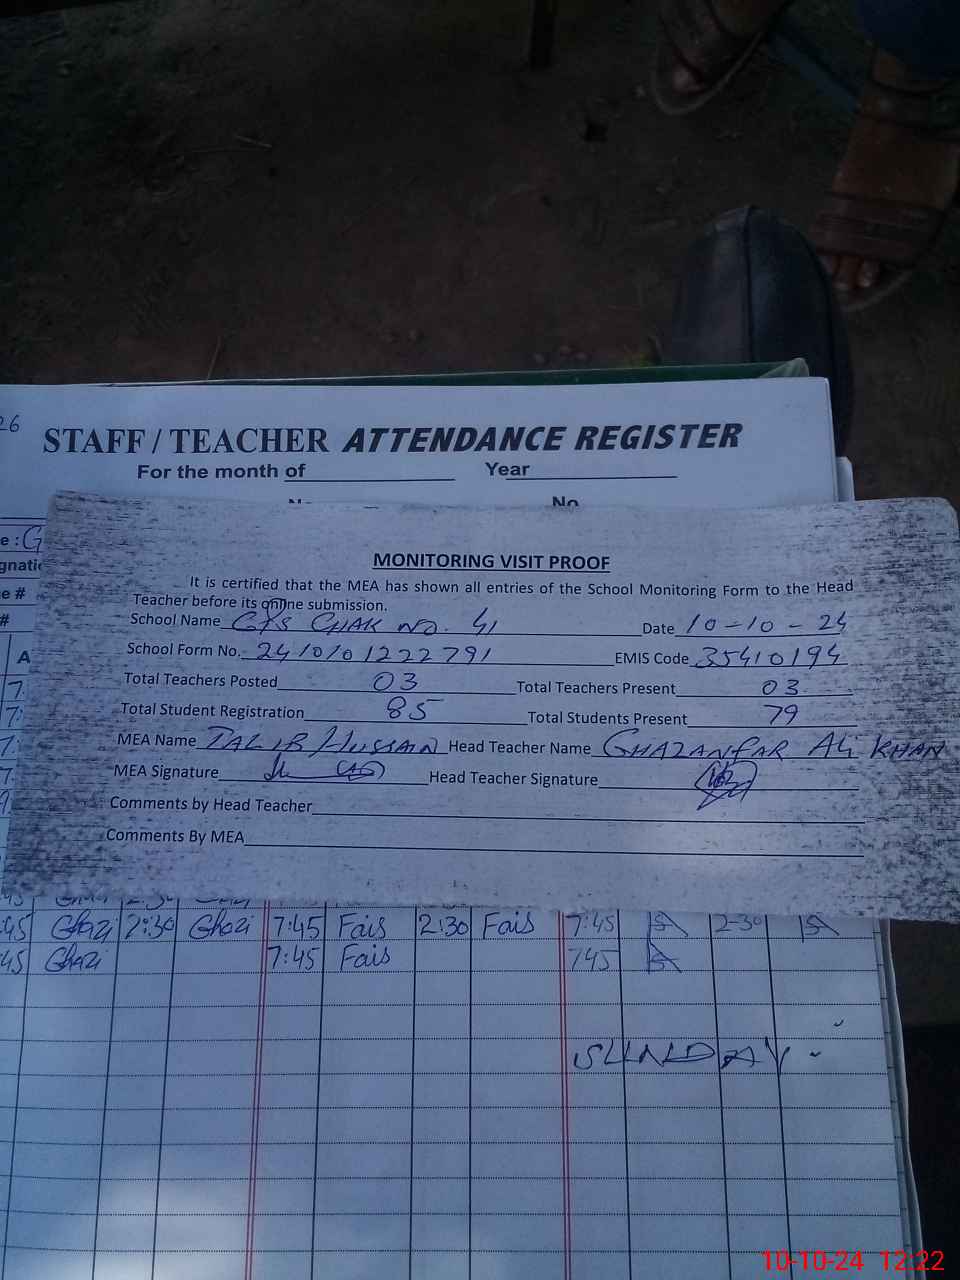 26
STAFF / TEACHER ATTENDANCE REGISTER
For the month of Year
No
e : G
gnatio
e #
#
A
MONITORING VISIT PROOF
It is certified that the MEA has shown all entries of the School Monitoring Form to the Head
Teacher before its online submission.
School Name CHAK NO. 41 Date 10-10-24
School Form No. 2410101222791 EMIS Code 35410194
Total Teachers Posted 03 Total Teachers Present 03
Total Student Registration 85 Total Students Present 79
MEA Name TALIB HUSSAIN Head Teacher Name GHAZANFAR Ali KHAN
MEA Signature Head Teacher Signature
Comments by Head Teacher
Comments By MEA
:45 Ghazi 2:30 Ghazi 7:45 Fais 2:30 Fais 7:45 2-30
45 Ghazi 7:45 Fais 745
SUNDAY
10-10-24 12:22